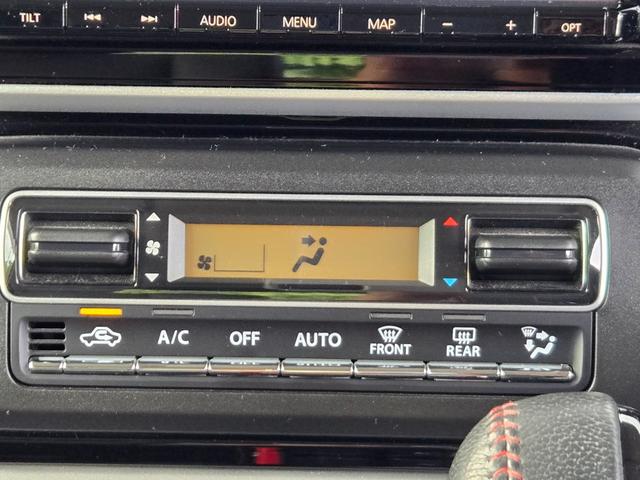 TILT AUDIO MENU MAP − + OPT
A/C OFF AUTO FRONT REAR